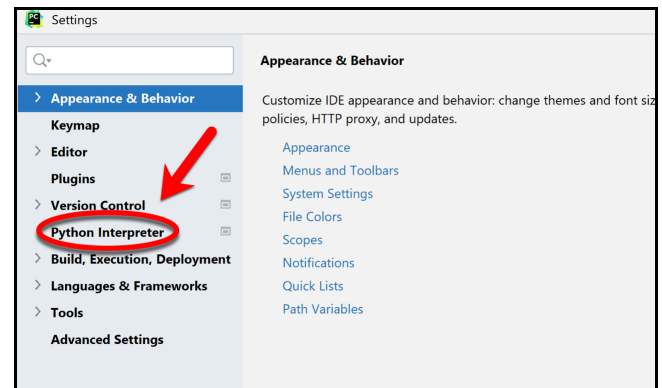 PC
Settings
Appearance & Behavior
Keymap
Editor
Plugins
Version Control
Python Interpreter
Build, Execution, Deployment
Languages & Frameworks
Tools
Advanced Settings
Appearance & Behavior
Customize IDE appearance and behavior: change themes and font siz
policies, HTTP proxy, and updates.
Appearance
Menus and Toolbars
System Settings
File Colors
Scopes
Notifications
Quick Lists
Path Variables